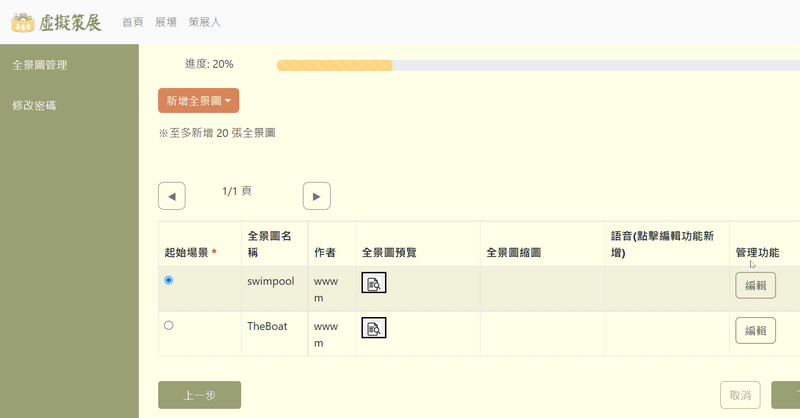 360 虛擬策展 首頁 展場 策展人
全景圖管理
修改密碼
進度: 20%
新增全景圖
※至多新增 20 張全景圖
◀ 1/1 頁 ▶
起始場景 * 全景圖名稱 作者 全景圖預覽 全景圖縮圖 語音(點擊編輯功能新增) 管理功能
swimpool wwwm 編輯
TheBoat wwwm 編輯
上一步 取消